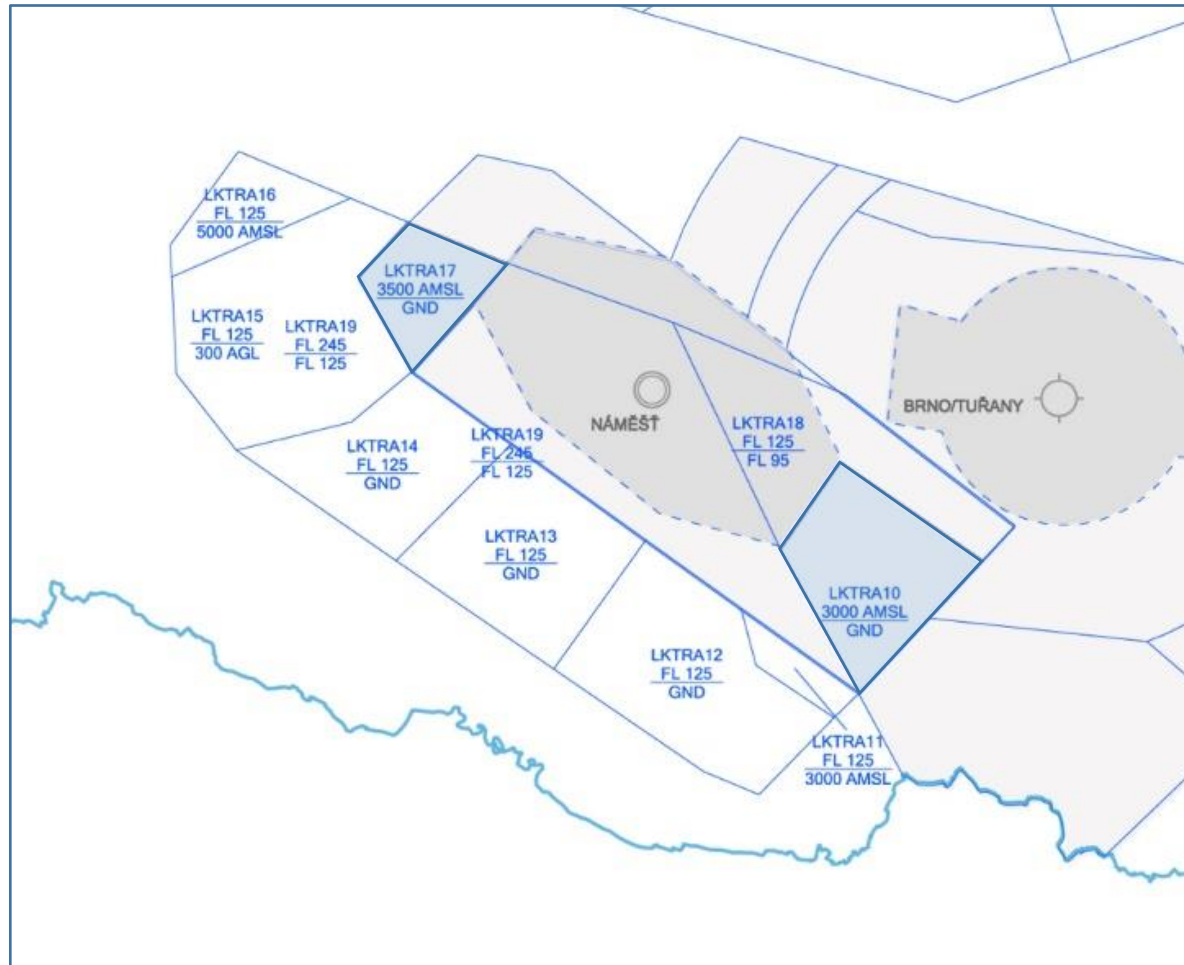 LKTRA16
FL 125
5000 AMSL
LKTRA17
3500 AMSL
GND
LKTRA15
FL 125
300 AGL
LKTRA19
FL 245
FL 125
NÁMĚŠŤ
BRNO/TUŘANY
LKTRA18
FL 125
FL 95
LKTRA14
FL 125
GND
LKTRA19
FL 245
FL 125
LKTRA13
FL 125
GND
LKTRA10
3000 AMSL
GND
LKTRA12
FL 125
GND
LKTRA11
FL 125
3000 AMSL